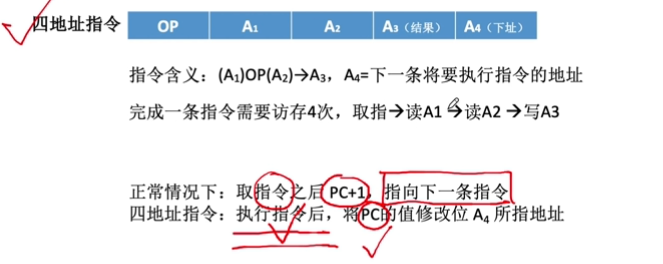 四地址指令 OP A₁ A₂ A₃（结果） A₄（下址）
指令含义：(A₁)OP(A₂)→A₃，A₄=下一条将要执行指令的地址
完成一条指令需要访存4次，取指→读A1→读A2→写A3
正常情况下：取指令之后 PC+1，指向下一条指令
四地址指令：执行指令后，将PC的值修改位 A₄ 所指地址